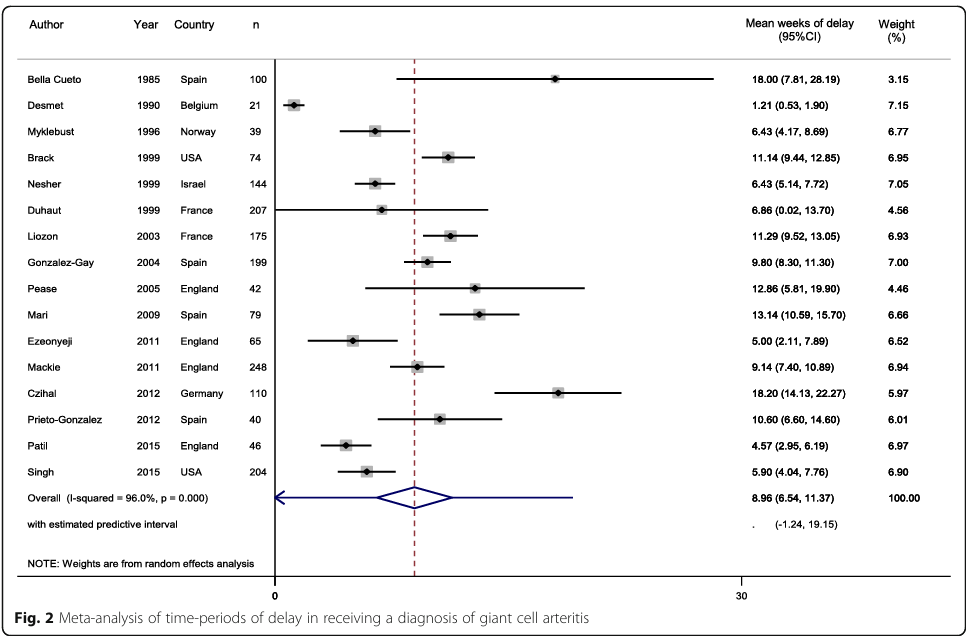 Author Year Country n Mean weeks of delay (95%CI) Weight (%)
Bella Cueto 1985 Spain 100 18.00 (7.81, 28.19) 3.15
Desmet 1990 Belgium 21 1.21 (0.53, 1.90) 7.15
Myklebust 1996 Norway 39 6.43 (4.17, 8.69) 6.77
Brack 1999 USA 74 11.14 (9.44, 12.85) 6.95
Nesher 1999 Israel 144 6.43 (5.14, 7.72) 7.05
Duhaut 1999 France 207 6.86 (0.02, 13.70) 4.56
Liozon 2003 France 175 11.29 (9.52, 13.05) 6.93
Gonzalez-Gay 2004 Spain 199 9.80 (8.30, 11.30) 7.00
Pease 2005 England 42 12.86 (5.81, 19.90) 4.46
Mari 2009 Spain 79 13.14 (10.59, 15.70) 6.66
Ezeonyeji 2011 England 65 5.00 (2.11, 7.89) 6.52
Mackie 2011 England 248 9.14 (7.40, 10.89) 6.94
Czihal 2012 Germany 110 18.20 (14.13, 22.27) 5.97
Prieto-Gonzalez 2012 Spain 40 10.60 (6.60, 14.60) 6.01
Patil 2015 England 46 4.57 (2.95, 6.19) 6.97
Singh 2015 USA 204 5.90 (4.04, 7.76) 6.90
Overall (I-squared = 96.0%, p = 0.000) 8.96 (6.54, 11.37) 100.00
with estimated predictive interval . (-1.24, 19.15)
NOTE: Weights are from random effects analysis
0 30
Fig. 2 Meta-analysis of time-periods of delay in receiving a diagnosis of giant cell arteritis